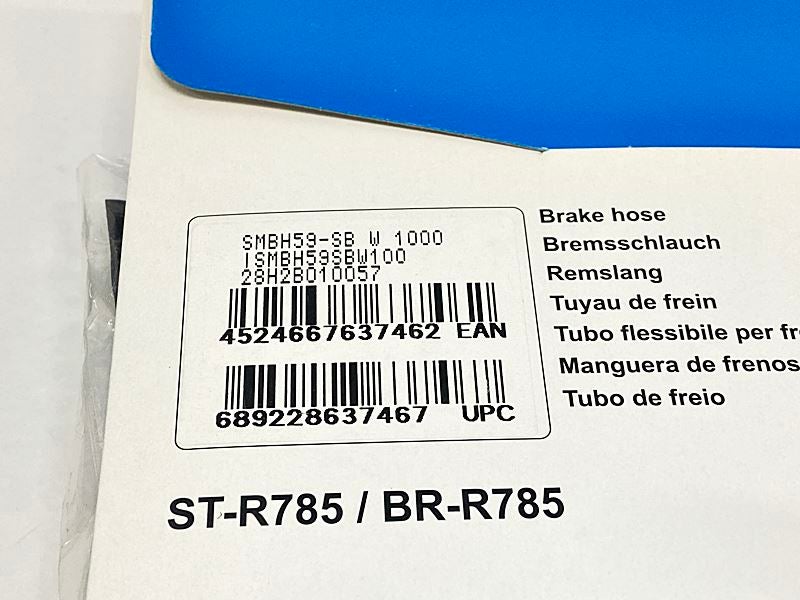 SMBH59-SB W 1000
ISMBH59SBW100
28H2B010057
4524667637462 EAN
689228637467 UPC
Brake hose
Bremsschlauch
Remslang
Tuyau de frein
Tubo flessibile per fr
Manguera de frenos
Tubo de freio
ST-R785 / BR-R785